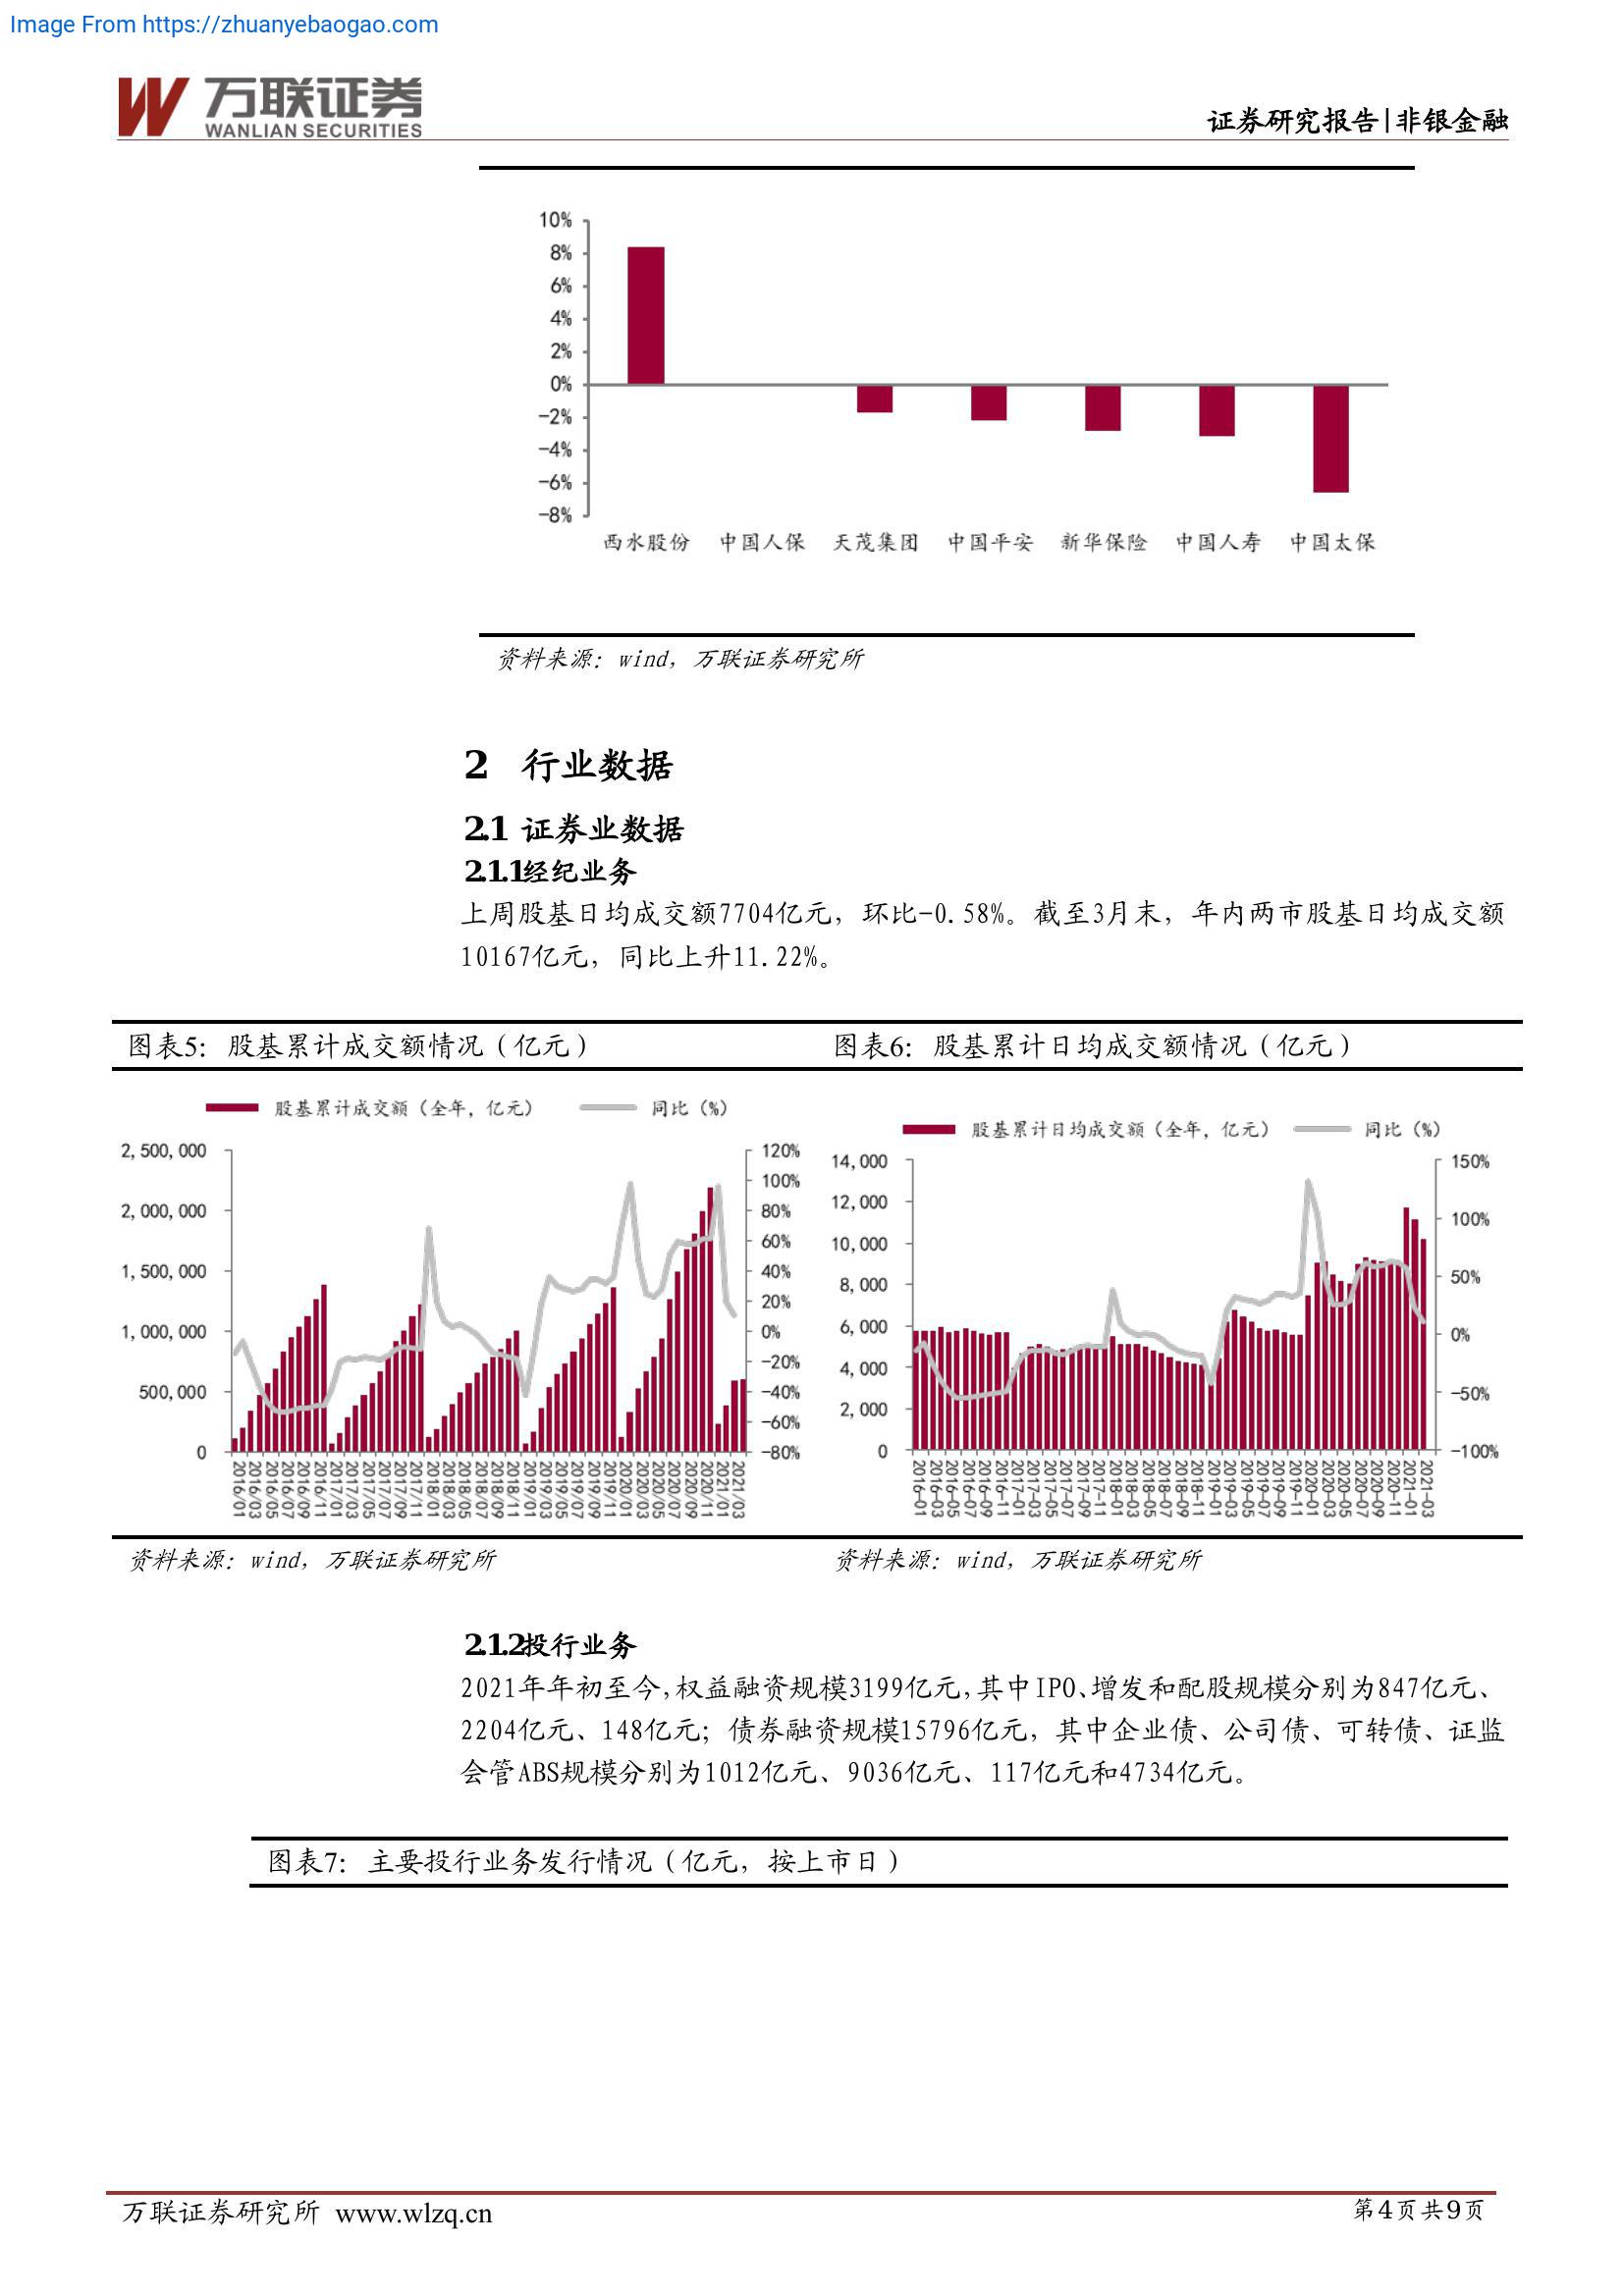 Image From https://zhuanyebaogao.com
万联证券
WANLIAN SECURITIES
证券研究报告|非银金融
10%
8%
6%
4%
2%
0%
-2%
-4%
-6%
-8%
西水股份 中国人保 天茂集团 中国平安 新华保险 中国人寿 中国太保
资料来源：wind，万联证券研究所
2 行业数据
2.1 证券业数据
2.1.1经纪业务
上周股基日均成交额7704亿元，环比-0.58%。截至3月末，年内两市股基日均成交额
10167亿元，同比上升11.22%。
图表5：股基累计成交额情况（亿元）
股基累计成交额（全年，亿元） 同比（%）
2,500,000
2,000,000
1,500,000
1,000,000
500,000
0
120%
100%
80%
60%
40%
20%
0%
-20%
-40%
-60%
-80%
2016/01 2016/03 2016/05 2016/07 2016/09 2016/11 2017/01 2017/03 2017/05 2017/07 2017/09 2017/11 2018/01 2018/03 2018/05 2018/07 2018/09 2018/11 2019/01 2019/03 2019/05 2019/07 2019/09 2019/11 2020/01 2020/03 2020/05 2020/07 2020/09 2020/11 2021/01 2021/03
资料来源：wind，万联证券研究所
图表6：股基累计日均成交额情况（亿元）
股基累计日均成交额（全年，亿元） 同比（%）
14,000
12,000
10,000
8,000
6,000
4,000
2,000
0
150%
100%
50%
0%
-50%
-100%
2016-01 2016-03 2016-05 2016-07 2016-09 2016-11 2017-01 2017-03 2017-05 2017-07 2017-09 2017-11 2018-01 2018-03 2018-05 2018-07 2018-09 2018-11 2019-01 2019-03 2019-05 2019-07 2019-09 2019-11 2020-01 2020-03 2020-05 2020-07 2020-09 2020-11 2021-01 2021-03
资料来源：wind，万联证券研究所
2.1.2投行业务
2021年年初至今，权益融资规模3199亿元，其中IPO、增发和配股规模分别为847亿元、
2204亿元、148亿元；债券融资规模15796亿元，其中企业债、公司债、可转债、证监
会管ABS规模分别为1012亿元、9036亿元、117亿元和4734亿元。
图表7：主要投行业务发行情况（亿元，按上市日）
万联证券研究所 www.wlzq.cn
第4页共9页